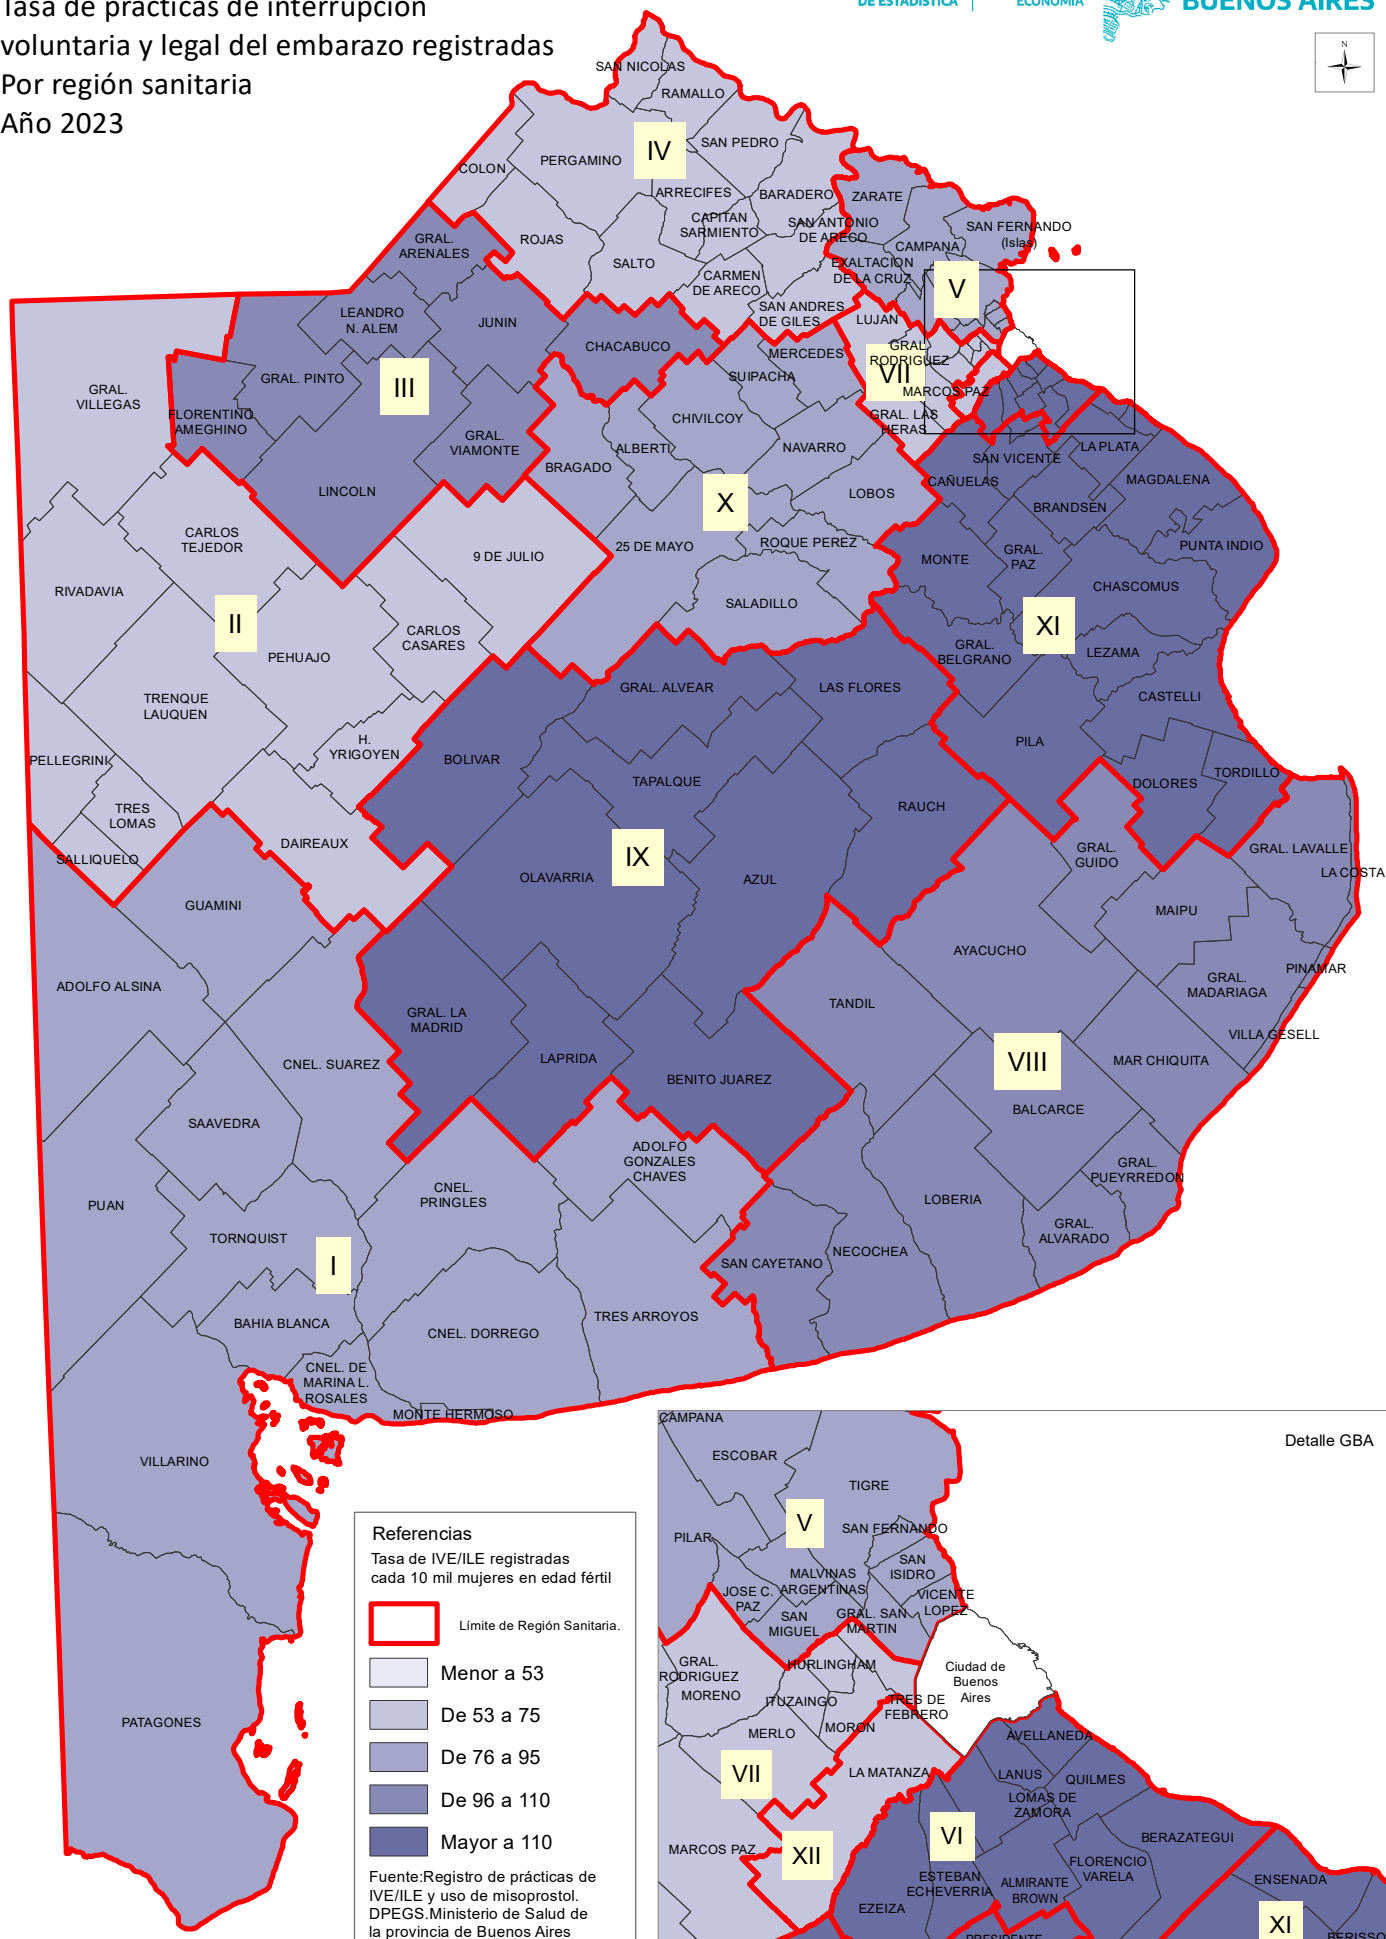 Tasa de prácticas de interrupción
voluntaria y legal del embarazo registradas
Por región sanitaria
Año 2023
DE ESTADÍSTICA
ECONOMÍA
BUENOS AIRES
N
SAN NICOLAS
RAMALLO
IV
SAN PEDRO
PERGAMINO
COLON
ARRECIFES
BARADERO
ZARATE
CAPITAN
SARMIENTO
SAN ANTONIO
DE ARECO
SAN FERNANDO
(Islas)
GRAL.
ARENALES
ROJAS
CAMPANA
SALTO
EXALTACION
DE LA CRUZ
CARMEN
DE ARECO
V
LEANDRO
N. ALEM
JUNIN
SAN ANDRES
DE GILES
LUJAN
CHACABUCO
MERCEDES
GRAL.
RODRIGUEZ
SUIPACHA
VII
GRAL. PINTO
III
MARCOS PAZ
GRAL.
VILLEGAS
FLORENTINO
AMEGHINO
CHIVILCOY
GRAL. LAS
HERAS
GRAL.
VIAMONTE
ALBERTI
NAVARRO
LA PLATA
SAN VICENTE
BRAGADO
CAÑUELAS
MAGDALENA
LINCOLN
LOBOS
X
BRANDSEN
CARLOS
TEJEDOR
9 DE JULIO
25 DE MAYO
ROQUE PEREZ
PUNTA INDIO
MONTE
GRAL.
PAZ
RIVADAVIA
CHASCOMUS
SALADILLO
II
XI
CARLOS
CASARES
PEHUAJO
GRAL.
BELGRANO
LEZAMA
GRAL. ALVEAR
LAS FLORES
CASTELLI
TRENQUE
LAUQUEN
H.
YRIGOYEN
PILA
PELLEGRINI
BOLIVAR
TAPALQUE
TORDILLO
DOLORES
TRES
LOMAS
RAUCH
DAIREAUX
IX
GRAL.
GUIDO
GRAL. LAVALLE
SALLIQUELO
LA COSTA
OLAVARRIA
AZUL
GUAMINI
MAIPU
AYACUCHO
PINAMAR
ADOLFO ALSINA
GRAL.
MADARIAGA
TANDIL
GRAL. LA
MADRID
VILLA GESELL
VIII
LAPRIDA
CNEL. SUAREZ
MAR CHIQUITA
BENITO JUAREZ
BALCARCE
SAAVEDRA
ADOLFO
GONZALES
CHAVES
GRAL.
PUEYRREDON
CNEL.
PRINGLES
PUAN
LOBERIA
GRAL.
ALVARADO
TORNQUIST
I
NECOCHEA
SAN CAYETANO
BAHIA BLANCA
TRES ARROYOS
CNEL. DORREGO
CNEL. DE
MARINA L.
ROSALES
MONTE HERMOSO
VILLARINO
PATAGONES
Referencias
Tasa de IVE/ILE registradas
cada 10 mil mujeres en edad fértil
Límite de Región Sanitaria.
Menor a 53
De 53 a 75
De 76 a 95
De 96 a 110
Mayor a 110
Fuente:Registro de prácticas de
IVE/ILE y uso de misoprostol.
DPEGS.Ministerio de Salud de
la provincia de Buenos Aires
CAMPANA
Detalle GBA
ESCOBAR
TIGRE
V
SAN FERNANDO
PILAR
SAN
ISIDRO
MALVINAS
ARGENTINAS
JOSE C.
PAZ
VICENTE
LOPEZ
SAN
MIGUEL
GRAL. SAN
MARTIN
GRAL.
RODRIGUEZ
HURLINGHAM
Ciudad de
Buenos
Aires
MORENO
ITUZAINGO
TRES DE
FEBRERO
MERLO
MORON
AVELLANEDA
VII
LA MATANZA
LANUS
QUILMES
LOMAS DE
ZAMORA
VI
BERAZATEGUI
MARCOS PAZ
XII
FLORENCIO
VARELA
ESTEBAN
ECHEVERRIA
ALMIRANTE
BROWN
ENSENADA
EZEIZA
XI
PRESIDENTE
BERISSO